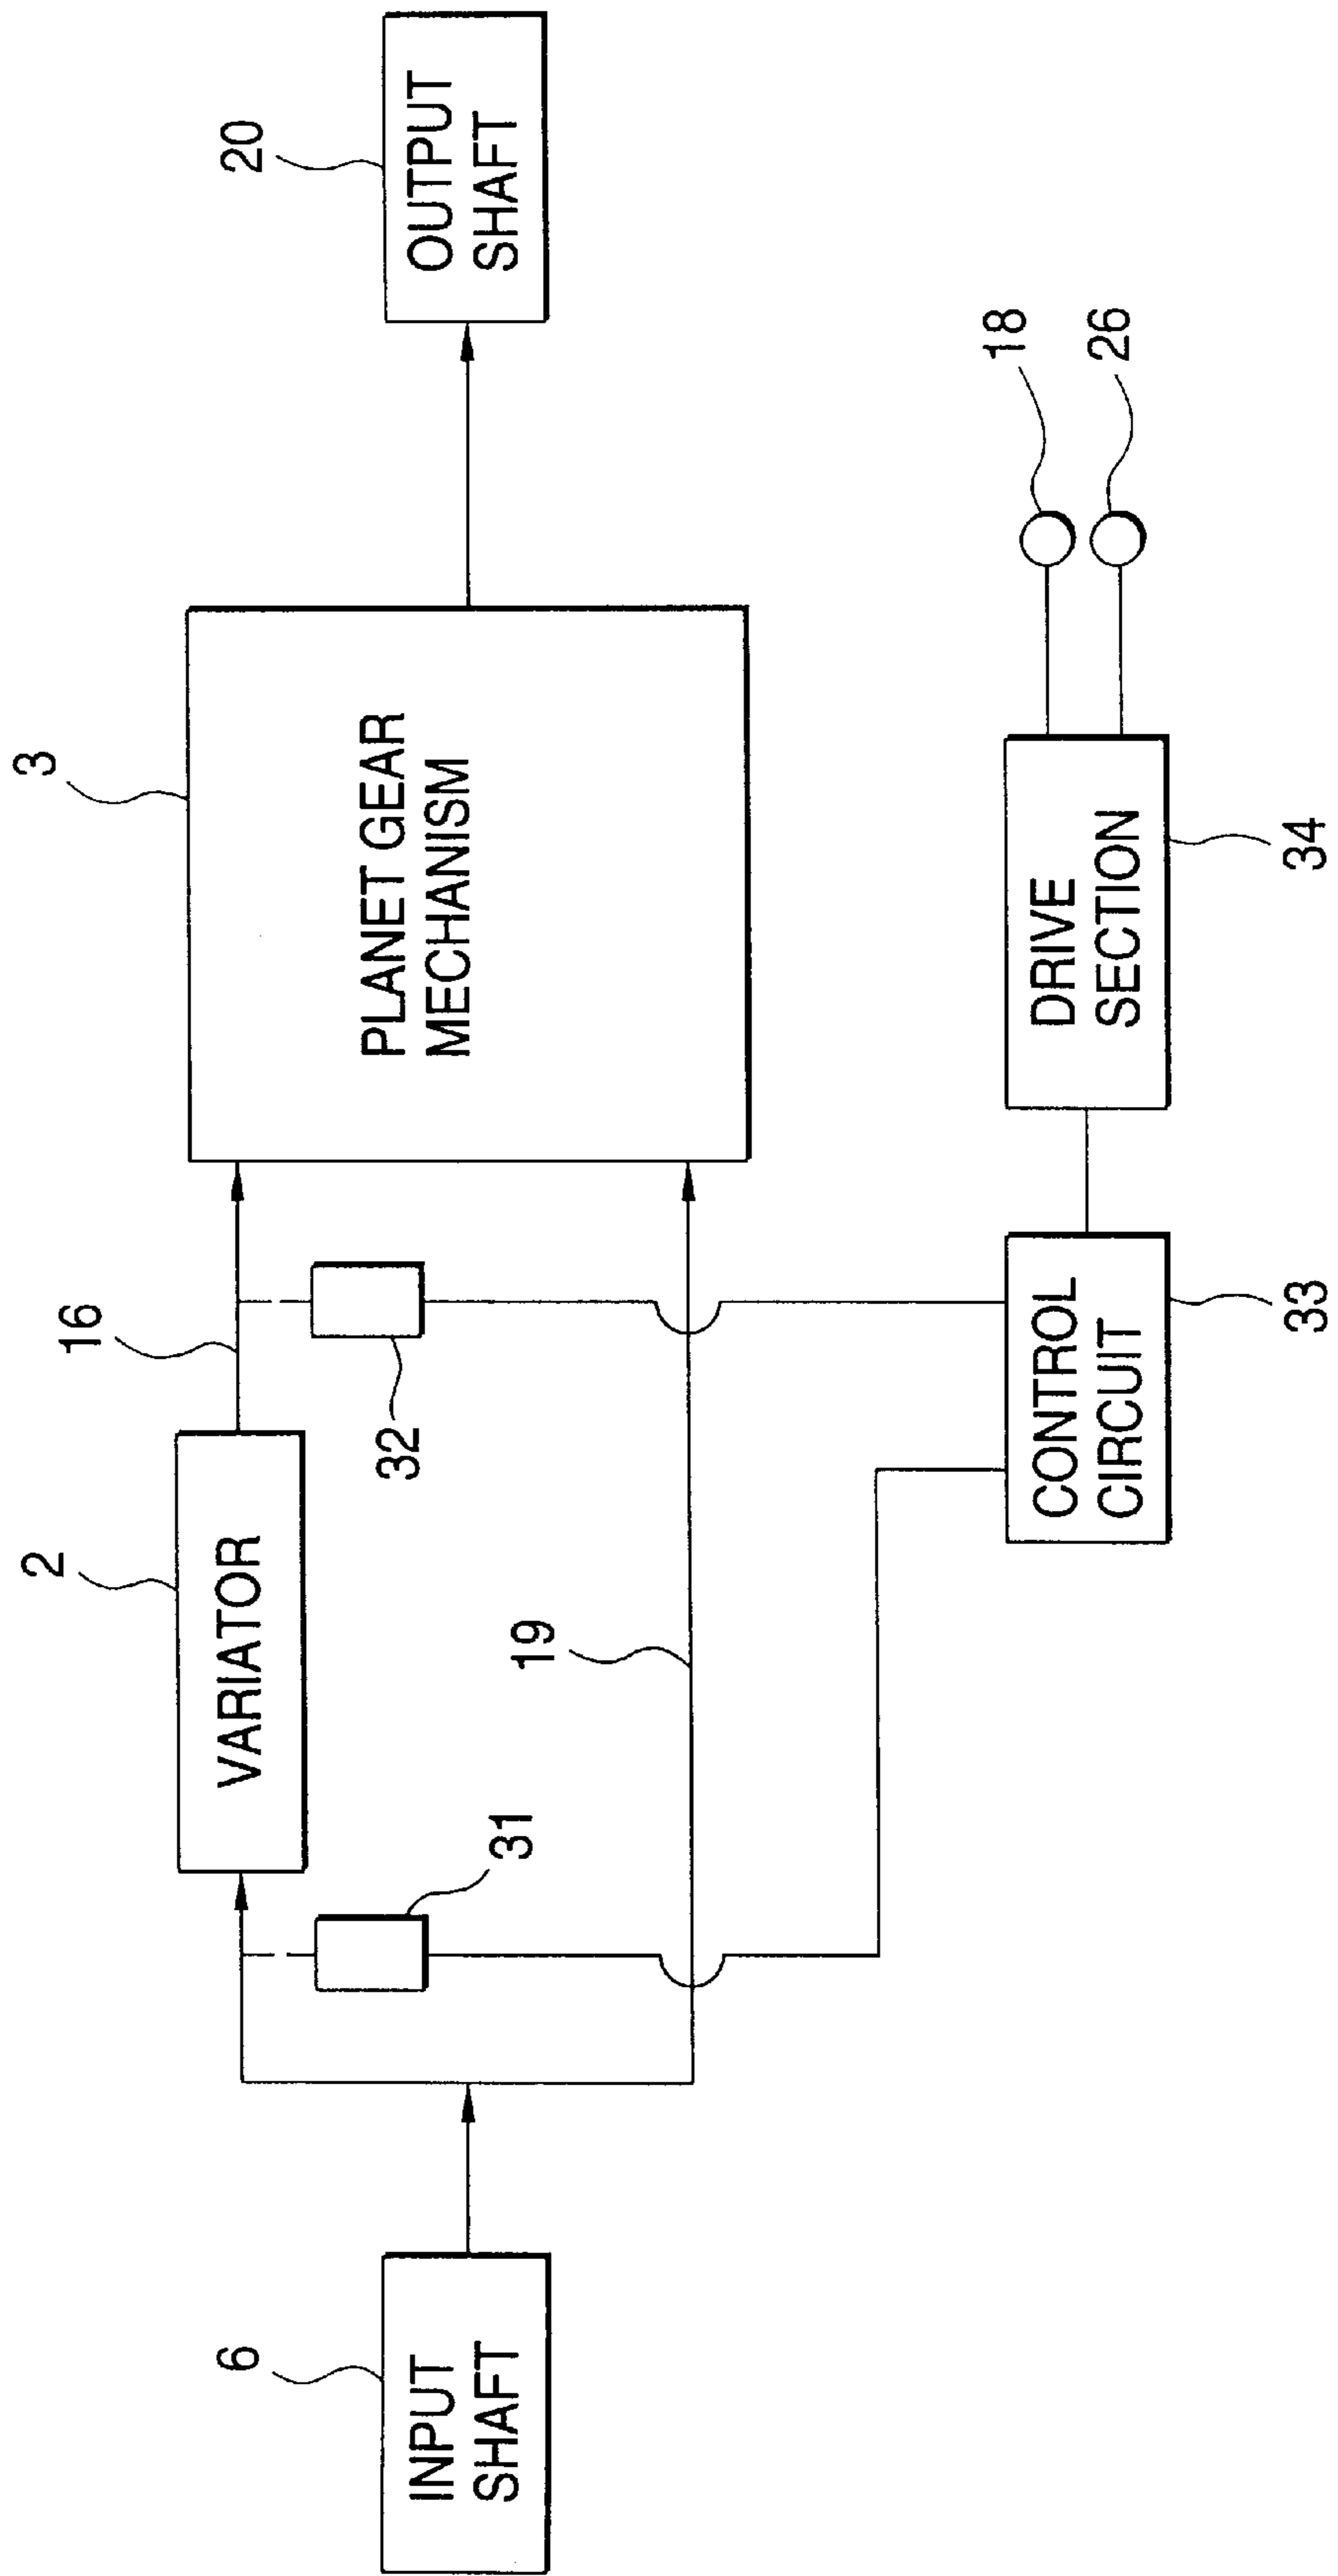 20
OUTPUT
SHAFT
3
PLANET GEAR
MECHANISM
18
26
16
32
2
VARIATOR
DRIVE
SECTION
34
19
CONTROL
CIRCUIT
33
31
6
INPUT
SHAFT